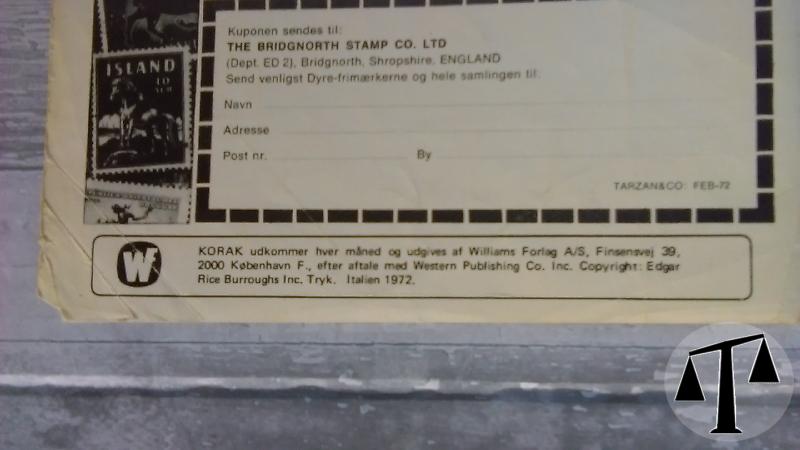 Kuponen sendes til:
THE BRIDGNORTH STAMP CO. LTD
(Dept. ED 2), Bridgnorth, Shropshire, ENGLAND
Send venligst Dyre-frimærkerne og hele samlingen til:
Navn
Adresse
Post nr. By
TARZAN&CO: FEB-72
ISLAND
10
AUR
WF
KORAK udkommer hver måned og udgives af Williams Forlag A/S, Finsensvej 39,
2000 København F., efter aftale med Western Publishing Co. Inc. Copyright: Edgar
Rice Burroughs Inc. Tryk. Italien 1972.